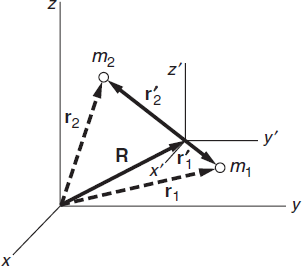 z
m₂
z′
r₂
r′₂
y′
R
x′
r′₁
m₁
r₁
y
x